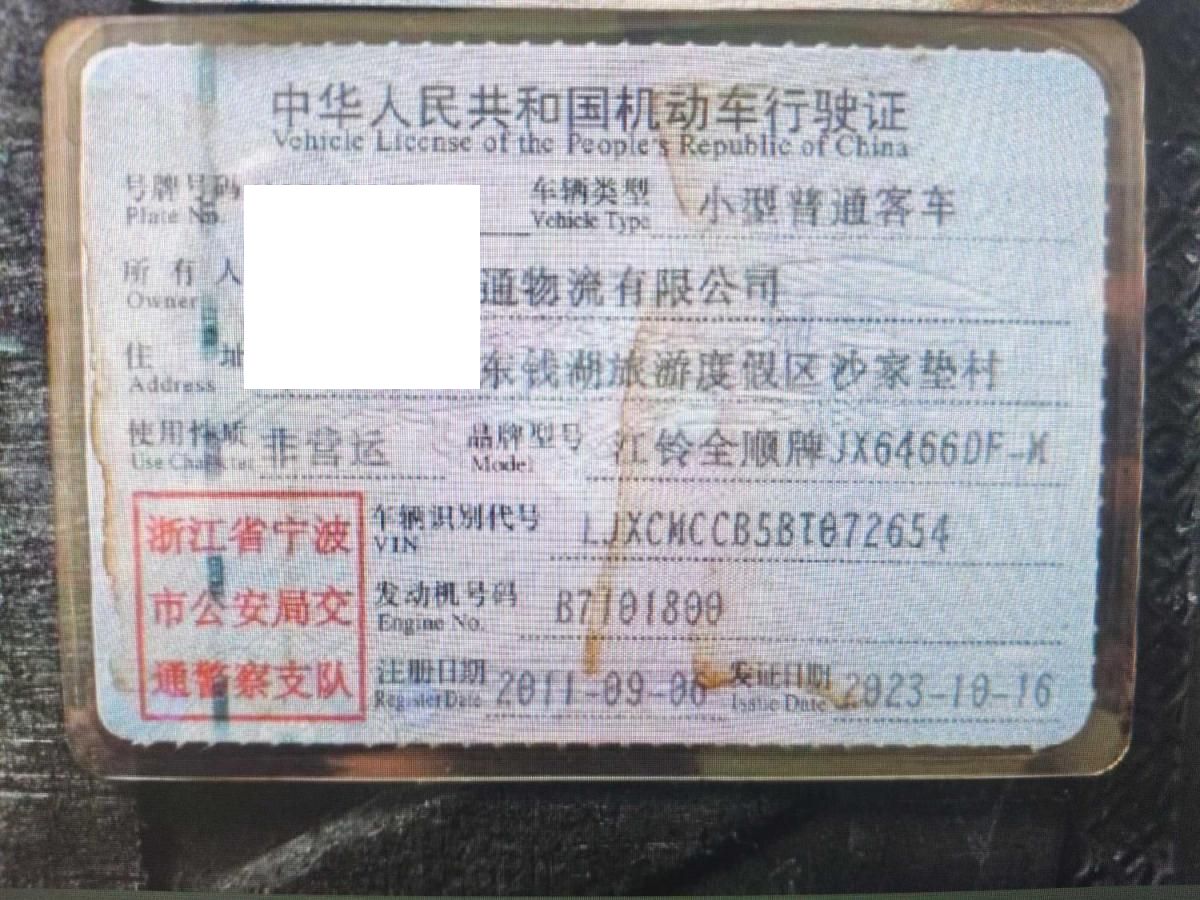 中华人民共和国机动车行驶证
Vehicle License of the People's Republic of China
号牌号码 车辆类型 小型普通客车
Plate No. Vehicle Type
所有人 通物流有限公司
Owner
住址 东钱湖旅游度假区沙家垫村
Address
使用性质 非营运 品牌型号 江铃全顺牌JX6466DF-M
Use Character Model
浙江省宁波
市公安局交
通警察支队
车辆识别代号 LJXCMCCB5BT072654
VIN
发动机号码 B7101800
Engine No.
注册日期 2011-09-06 发证日期 2023-10-16
Register Date Issue Date